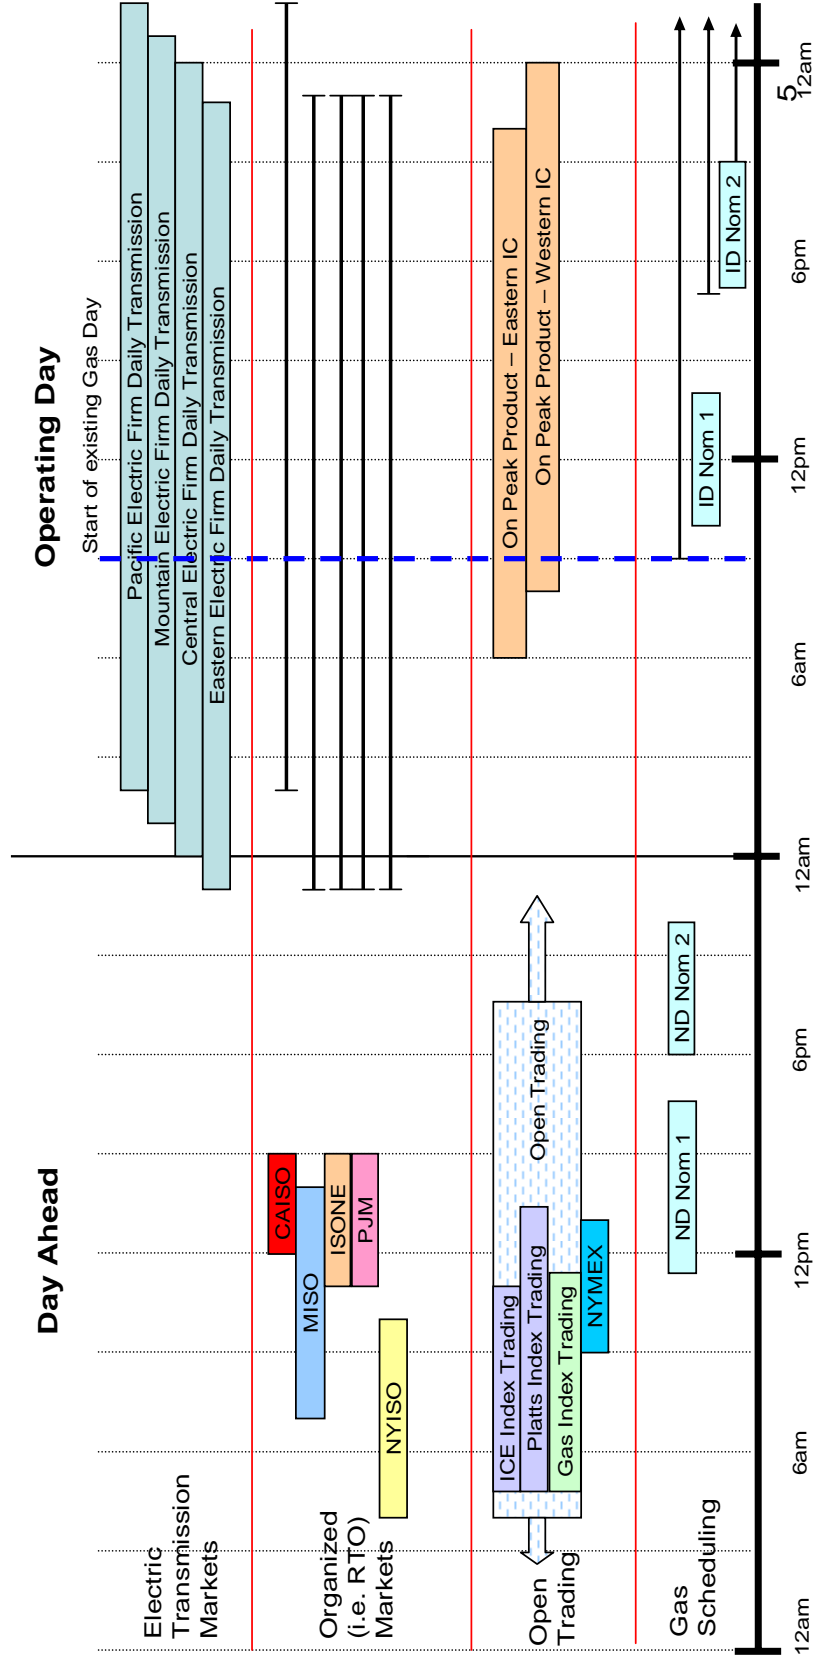 Day Ahead
Operating Day
Start of existing Gas Day
Electric
Transmission
Markets
Pacific Electric Firm Daily Transmission
Mountain Electric Firm Daily Transmission
Central Electric Firm Daily Transmission
Eastern Electric Firm Daily Transmission
Organized
(i.e. RTO)
Markets
CAISO
MISO
ISONE
PJM
NYISO
Open
Trading
ICE Index Trading
Platts Index Trading
Gas Index Trading
NYMEX
Open Trading
On Peak Product – Eastern IC
On Peak Product – Western IC
Gas
Scheduling
ND Nom 1
ND Nom 2
ID Nom 1
ID Nom 2
12am
6am
12pm
6pm
12am
6am
12pm
6pm
12am
5